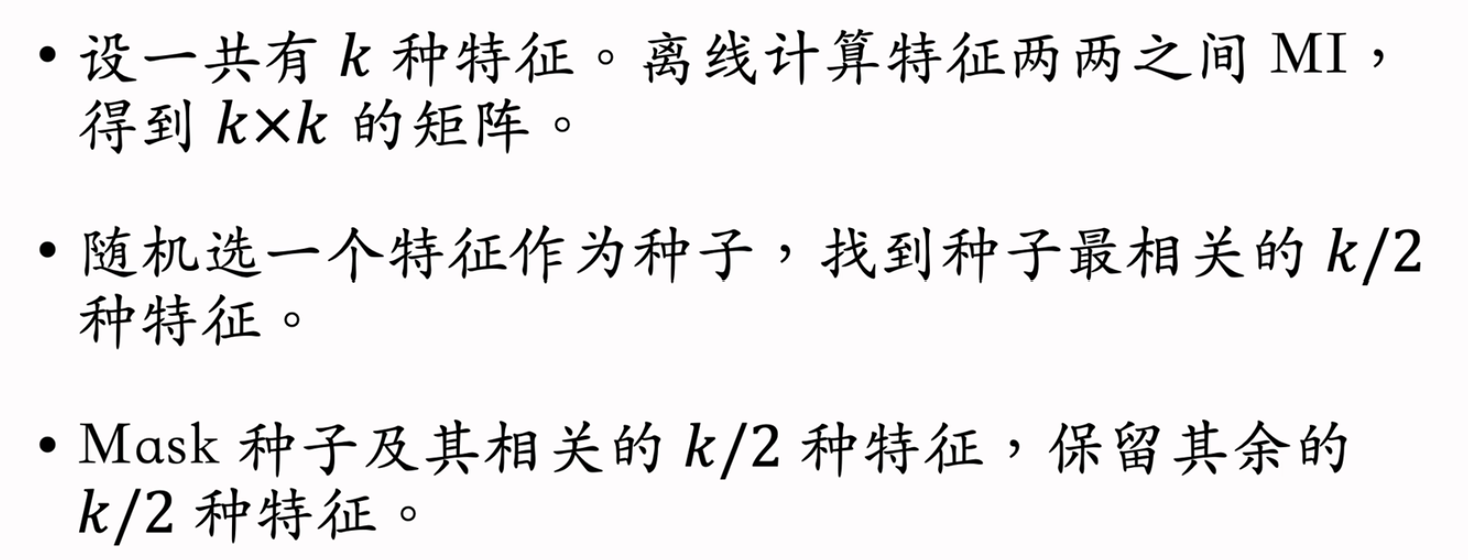 • 设一共有 k 种特征。离线计算特征两两之间 MI，
得到 k×k 的矩阵。
• 随机选一个特征作为种子，找到种子最相关的 k/2
种特征。
• Mask 种子及其相关的 k/2 种特征，保留其余的
k/2 种特征。